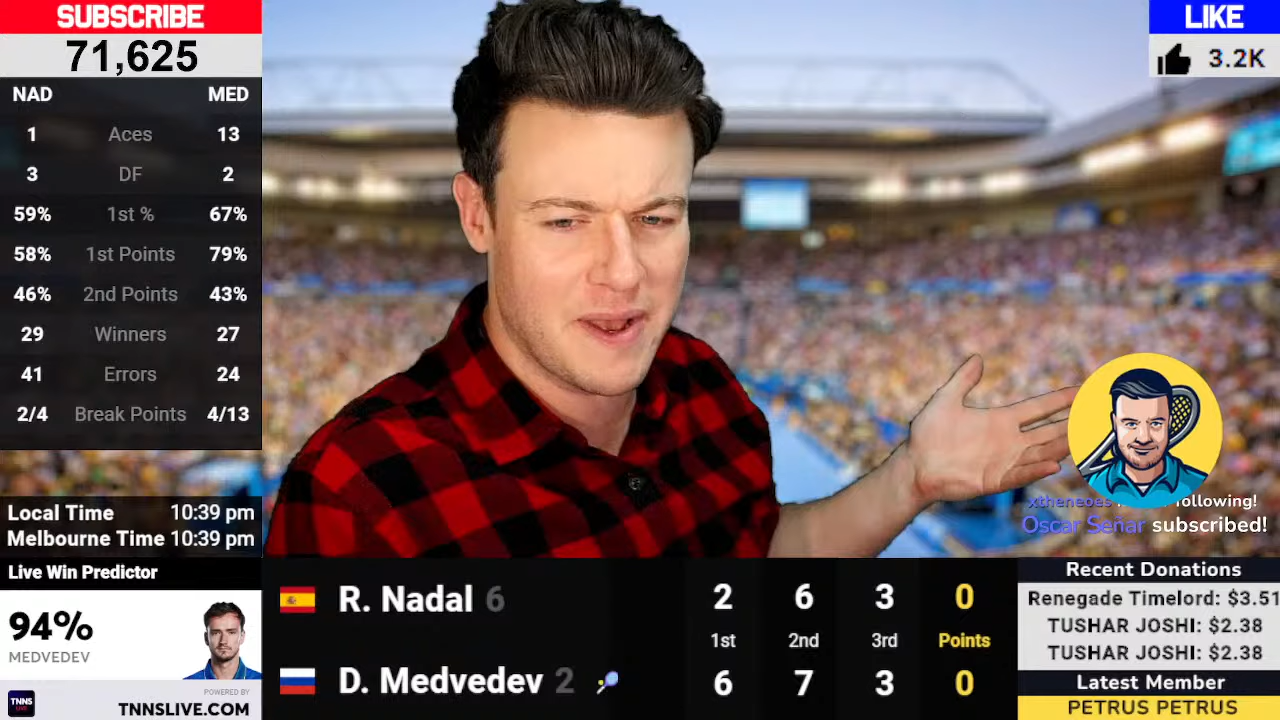 SUBSCRIBE
71,625
NAD MED
1 Aces 13
3 DF 2
59% 1st % 67%
58% 1st Points 79%
46% 2nd Points 43%
29 Winners 27
41 Errors 24
2/4 Break Points 4/13
Local Time 10:39 pm
Melbourne Time 10:39 pm
Live Win Predictor
94%
MEDVEDEV
POWERED BY
TNNS
LIVE
TNNSLIVE.COM
LIKE
3.2K
xtheneoes following!
Oscar Señar subscribed!
R. Nadal 6 2 6 3 0
1st 2nd 3rd Points
D. Medvedev 2 6 7 3 0
Recent Donations
Renegade Timelord: $3.51
TUSHAR JOSHI: $2.38
TUSHAR JOSHI: $2.38
Latest Member
PETRUS PETRUS